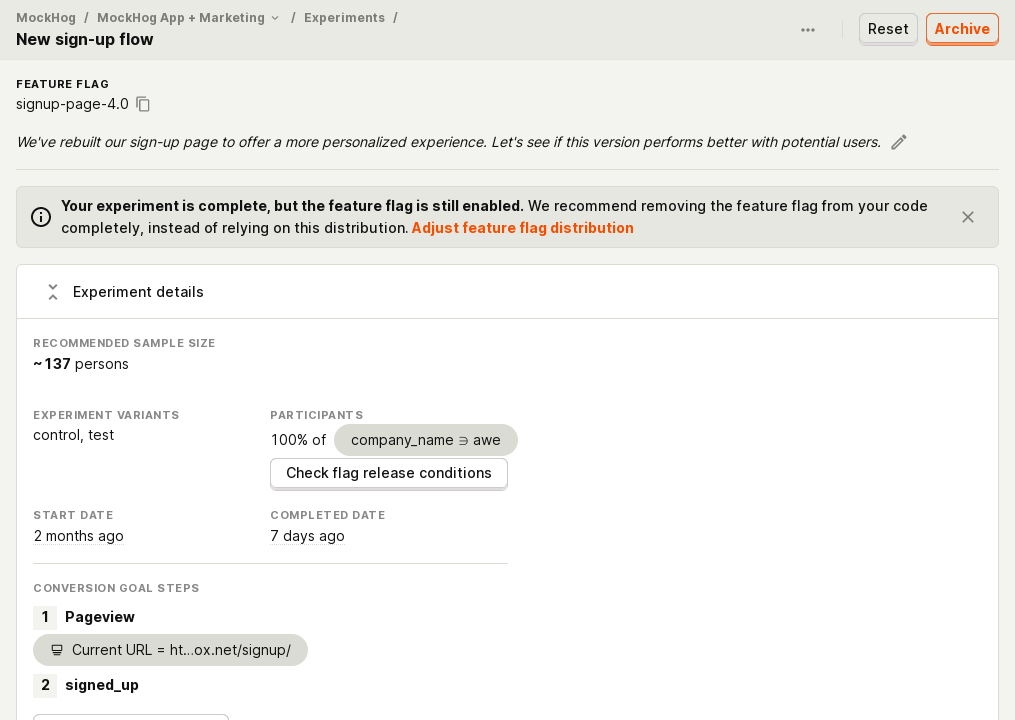 MockHog / MockHog App + Marketing / Experiments /
New sign-up flow
Reset
Archive
FEATURE FLAG
signup-page-4.0
We've rebuilt our sign-up page to offer a more personalized experience. Let's see if this version performs better with potential users.
Your experiment is complete, but the feature flag is still enabled. We recommend removing the feature flag from your code
completely, instead of relying on this distribution. Adjust feature flag distribution
Experiment details
RECOMMENDED SAMPLE SIZE
~137 persons
EXPERIMENT VARIANTS
control, test
PARTICIPANTS
100% of company_name ∋ awe
Check flag release conditions
START DATE
2 months ago
COMPLETED DATE
7 days ago
CONVERSION GOAL STEPS
1 Pageview
Current URL = ht...ox.net/signup/
2 signed_up